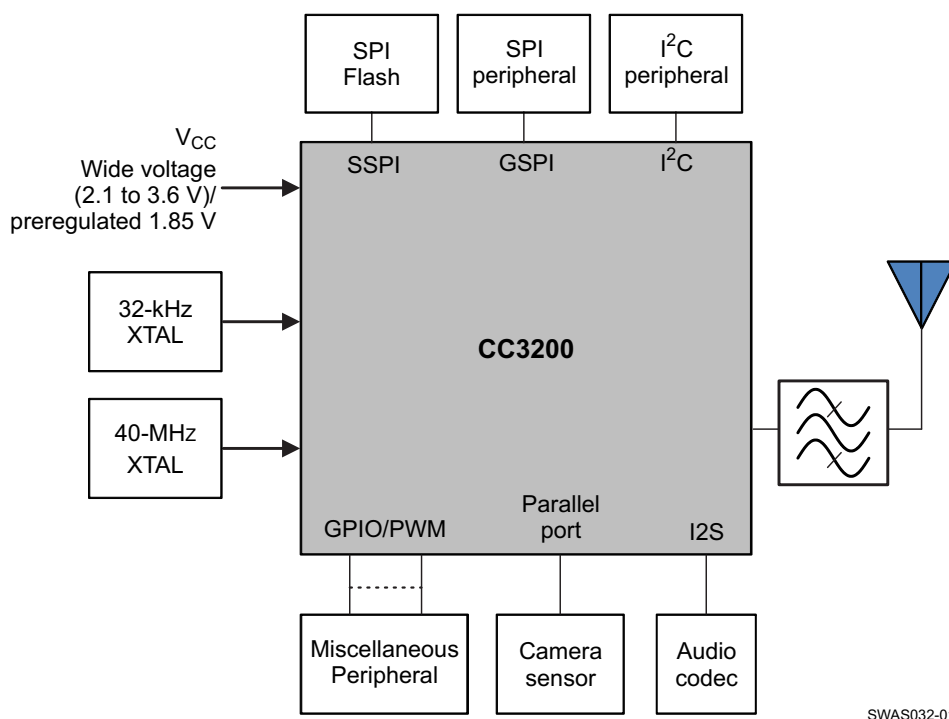 SPI
Flash
SPI
peripheral
I²C
peripheral
V_CC
Wide voltage
(2.1 to 3.6 V)/
preregulated 1.85 V
SSPI
GSPI
I²C
32-kHz
XTAL
CC3200
40-MHz
XTAL
GPIO/PWM
Parallel
port
I2S
Miscellaneous
Peripheral
Camera
sensor
Audio
codec